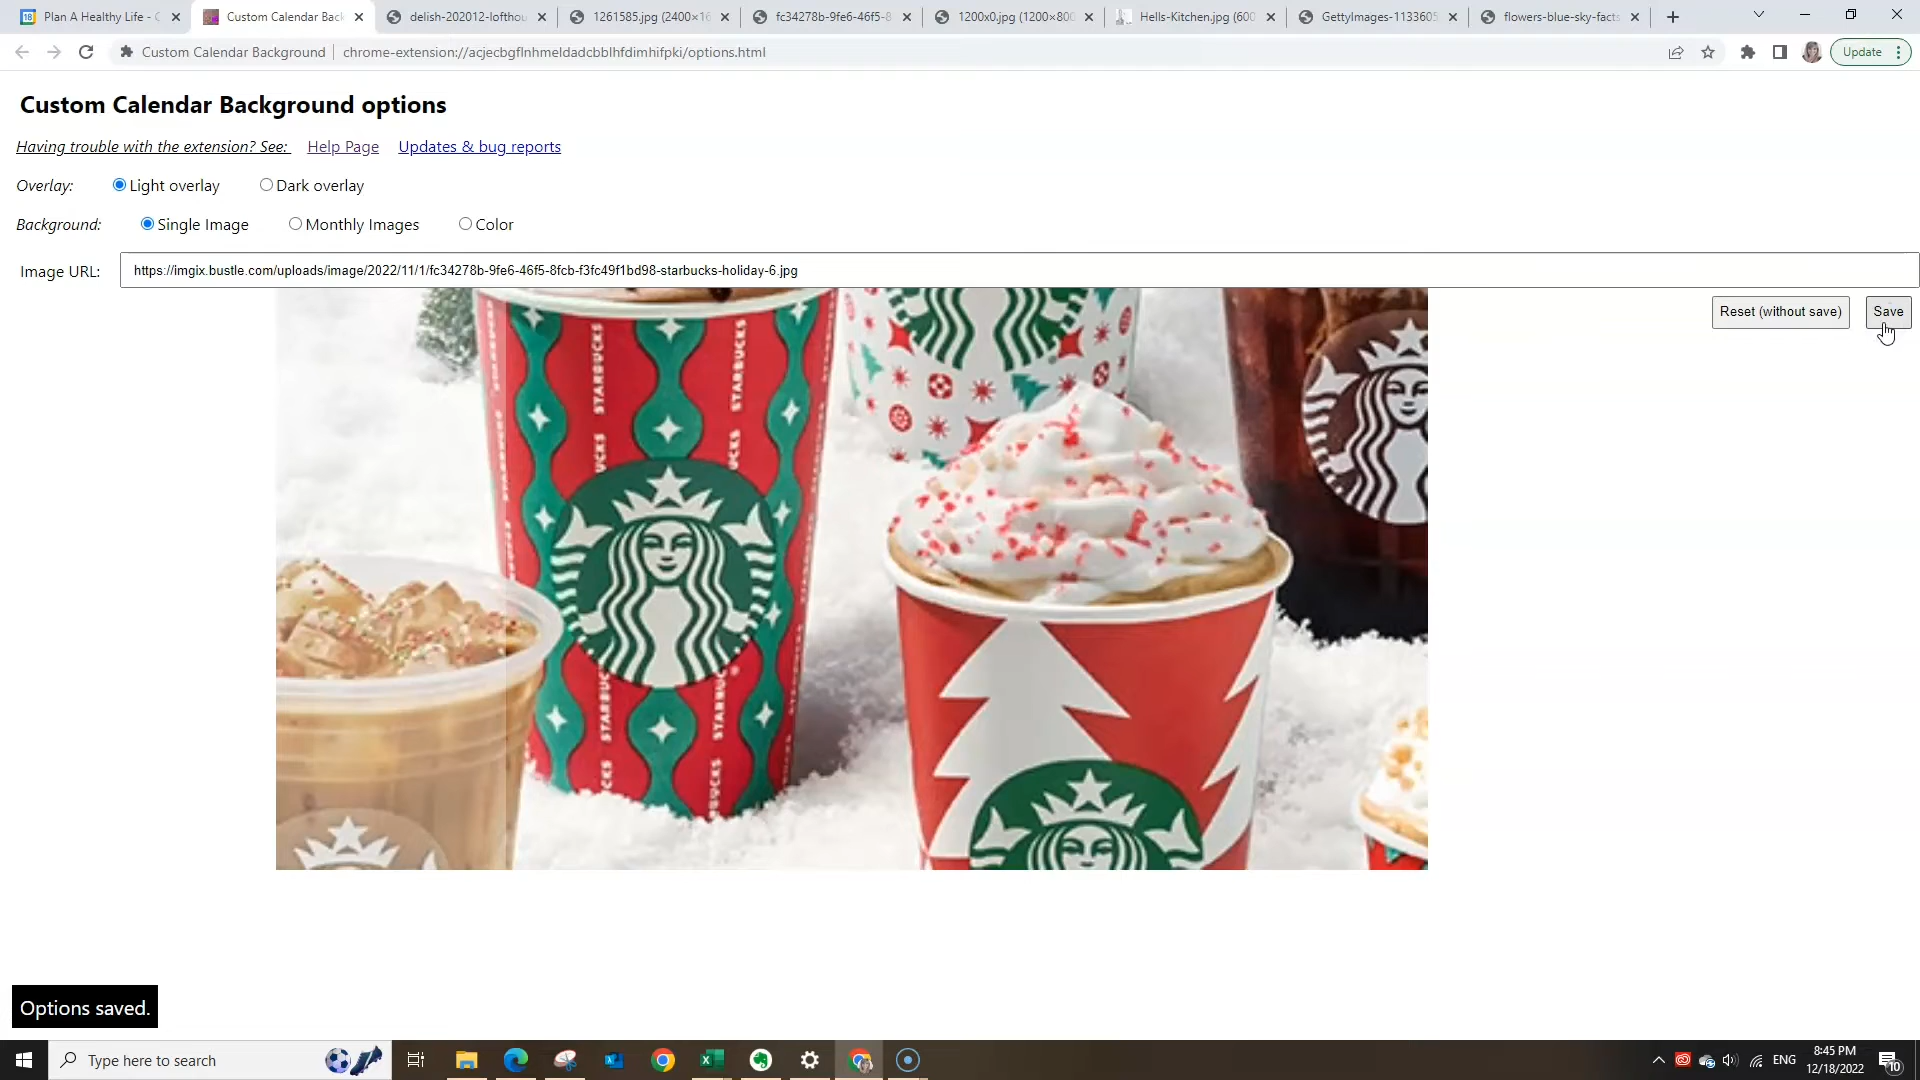 Plan A Healthy Life - C
Custom Calendar Back
delish-202012-lofthou
1261585.jpg (2400×16
fc34278b-9fe6-46f5-8
1200x0.jpg (1200×800
Hells-Kitchen.jpg (600
GettyImages-1133605
flowers-blue-sky-facts
Custom Calendar Background
chrome-extension://acjecbgflnhmeldadcbblhfdimhifpki/options.html
Update
Custom Calendar Background options
Having trouble with the extension? See: Help Page Updates & bug reports
Overlay: Light overlay Dark overlay
Background: Single Image Monthly Images Color
Image URL: https://imgix.bustle.com/uploads/image/2022/11/1/fc34278b-9fe6-46f5-8fcb-f3fc49f1bd98-starbucks-holiday-6.jpg
Reset (without save) Save
STARBUCKS
STARBUCKS
STARBUCKS
STARBUCKS
Options saved.
Type here to search
ENG
8:45 PM
12/18/2022
10